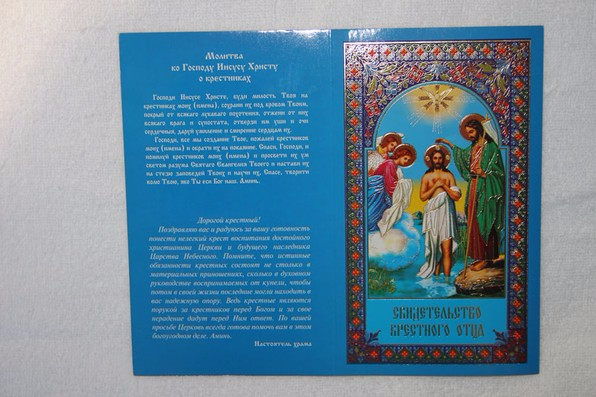 Молитва
ко Господу Иисусу Христу
о крестниках
Господи Иисусе Христе, буди милость Твоя на
крестниках моих (имена), сохрани их под кровом Твоим,
покрый от всякаго лукаваго похотения, отжени от них
всякаго врага и супостата, отверзи им уши и очи
сердечныя, даруй умиление и смирение сердцам их.
Господи, все мы создание Твое, пожалей крестников
моих (имена) и обрати их на покаяние. Спаси, Господи, и
помилуй крестников моих (имена) и просвети их ум
светом разума Святаго Евангелия Твоего и настави их
на стезю заповедей Твоих и научи их, Спасе, творити
волю Твою, яко Ты еси Бог наш. Аминь.
Дорогой крестный!
Поздравляю вас и радуюсь за вашу готовность
понести нелегкий крест воспитания достойного
христианина Церкви и будущего наследника
Царства Небесного. Помните, что истинные
обязанности крестных состоят не столько в
материальных приношениях, сколько в духовном
руководстве воспринимаемых от купели, чтобы
потом в своей жизни последние могли находить в
вас надежную опору. Ведь крестные являются
порукой за крестников перед Богом и за свое
нерадение дадут перед Ним ответ. По вашей
просьбе Церковь всегда готова помочь вам в этом
богоугодном деле. Аминь.
Настоятель храма
СВИДЕТЕЛЬСТВО
КРЕСТНОГО ОТЦА